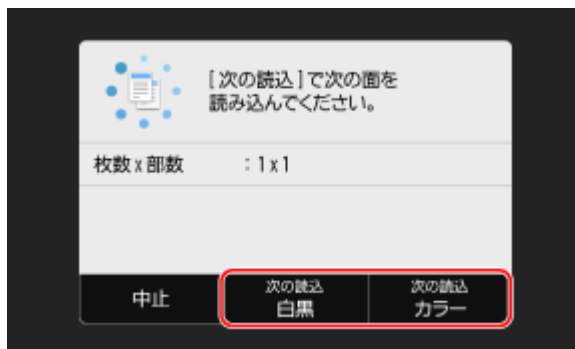 [次の読込]で次の面を
読み込んでください。
枚数x部数 :1x1
中止
次の読込
白黒
次の読込
カラー